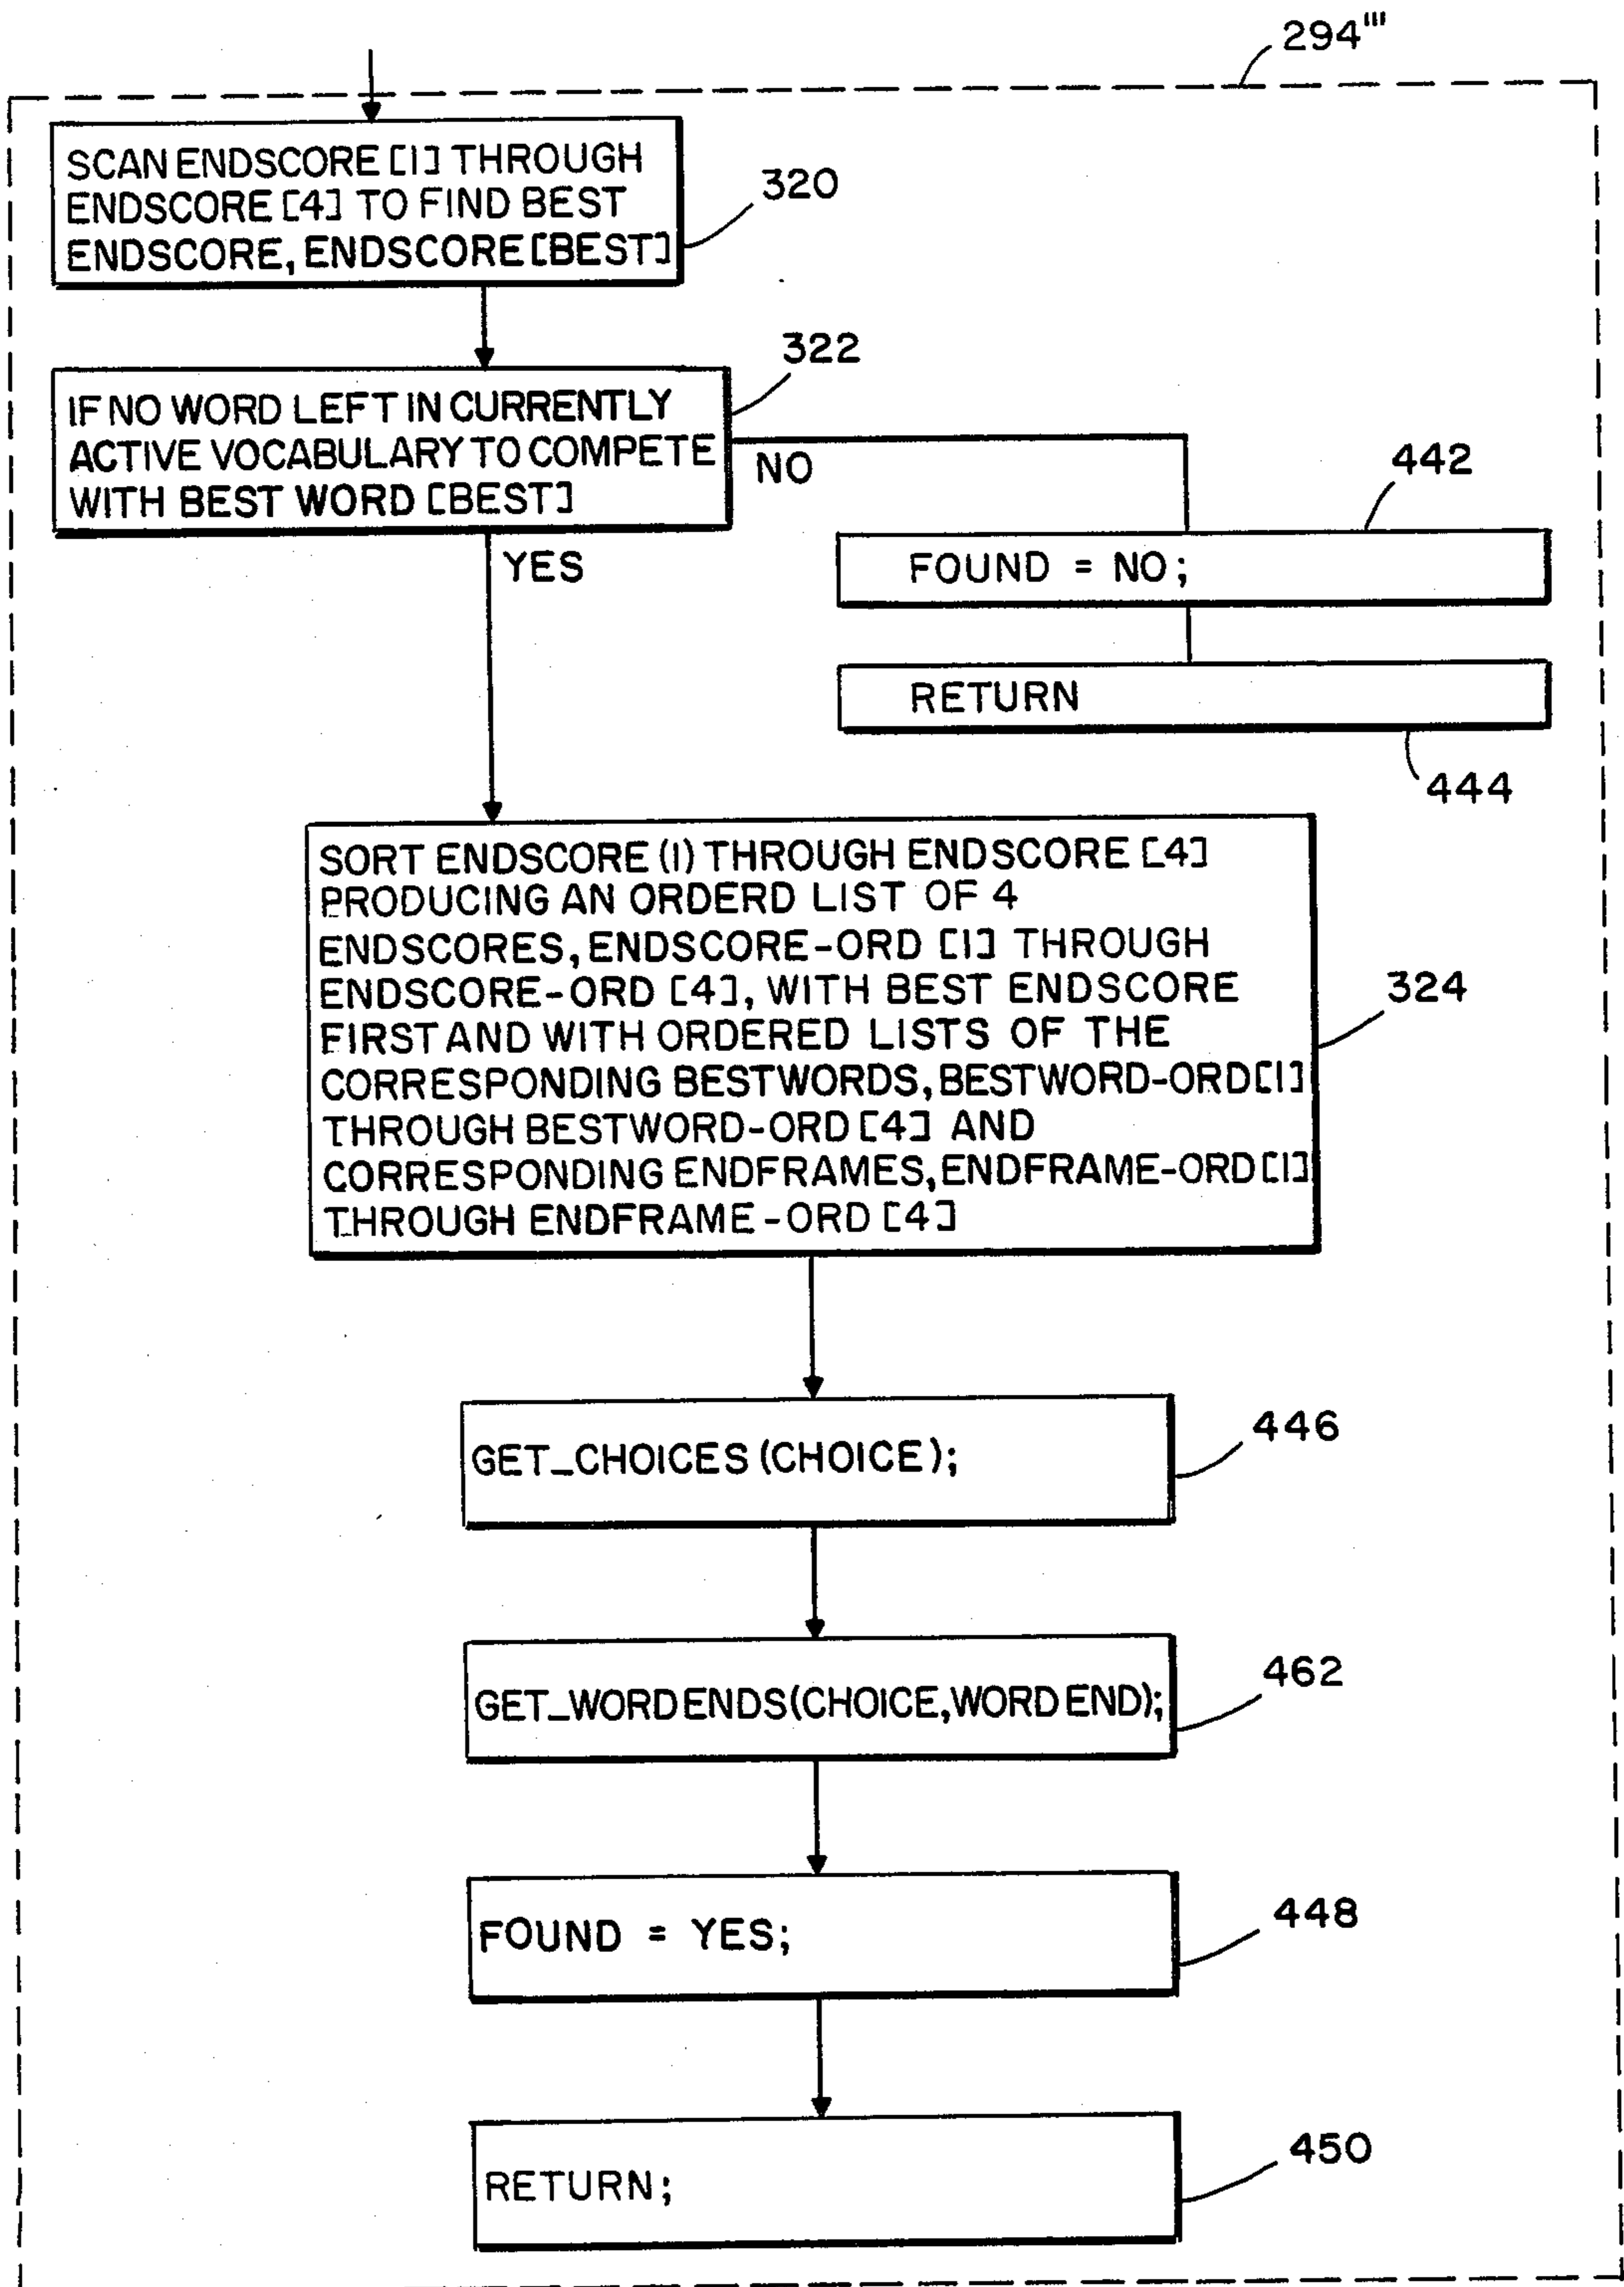 294'''
SCAN ENDSCORE [1] THROUGH
ENDSCORE [4] TO FIND BEST
ENDSCORE, ENDSCORE [BEST]
320
IF NO WORD LEFT IN CURRENTLY
ACTIVE VOCABULARY TO COMPETE
WITH BEST WORD [BEST]
322
NO
YES
442
FOUND = NO;
RETURN
444
SORT ENDSCORE (1) THROUGH ENDSCORE [4]
PRODUCING AN ORDERD LIST OF 4
ENDSCORES, ENDSCORE-ORD [1] THROUGH
ENDSCORE-ORD [4], WITH BEST ENDSCORE
FIRST AND WITH ORDERED LISTS OF THE
CORRESPONDING BESTWORDS, BESTWORD-ORD [1]
THROUGH BESTWORD-ORD [4] AND
CORRESPONDING ENDFRAMES, ENDFRAME-ORD [1]
THROUGH ENDFRAME-ORD [4]
324
GET_CHOICES (CHOICE);
446
GET_WORDENDS(CHOICE, WORD END);
462
FOUND = YES;
448
RETURN;
450